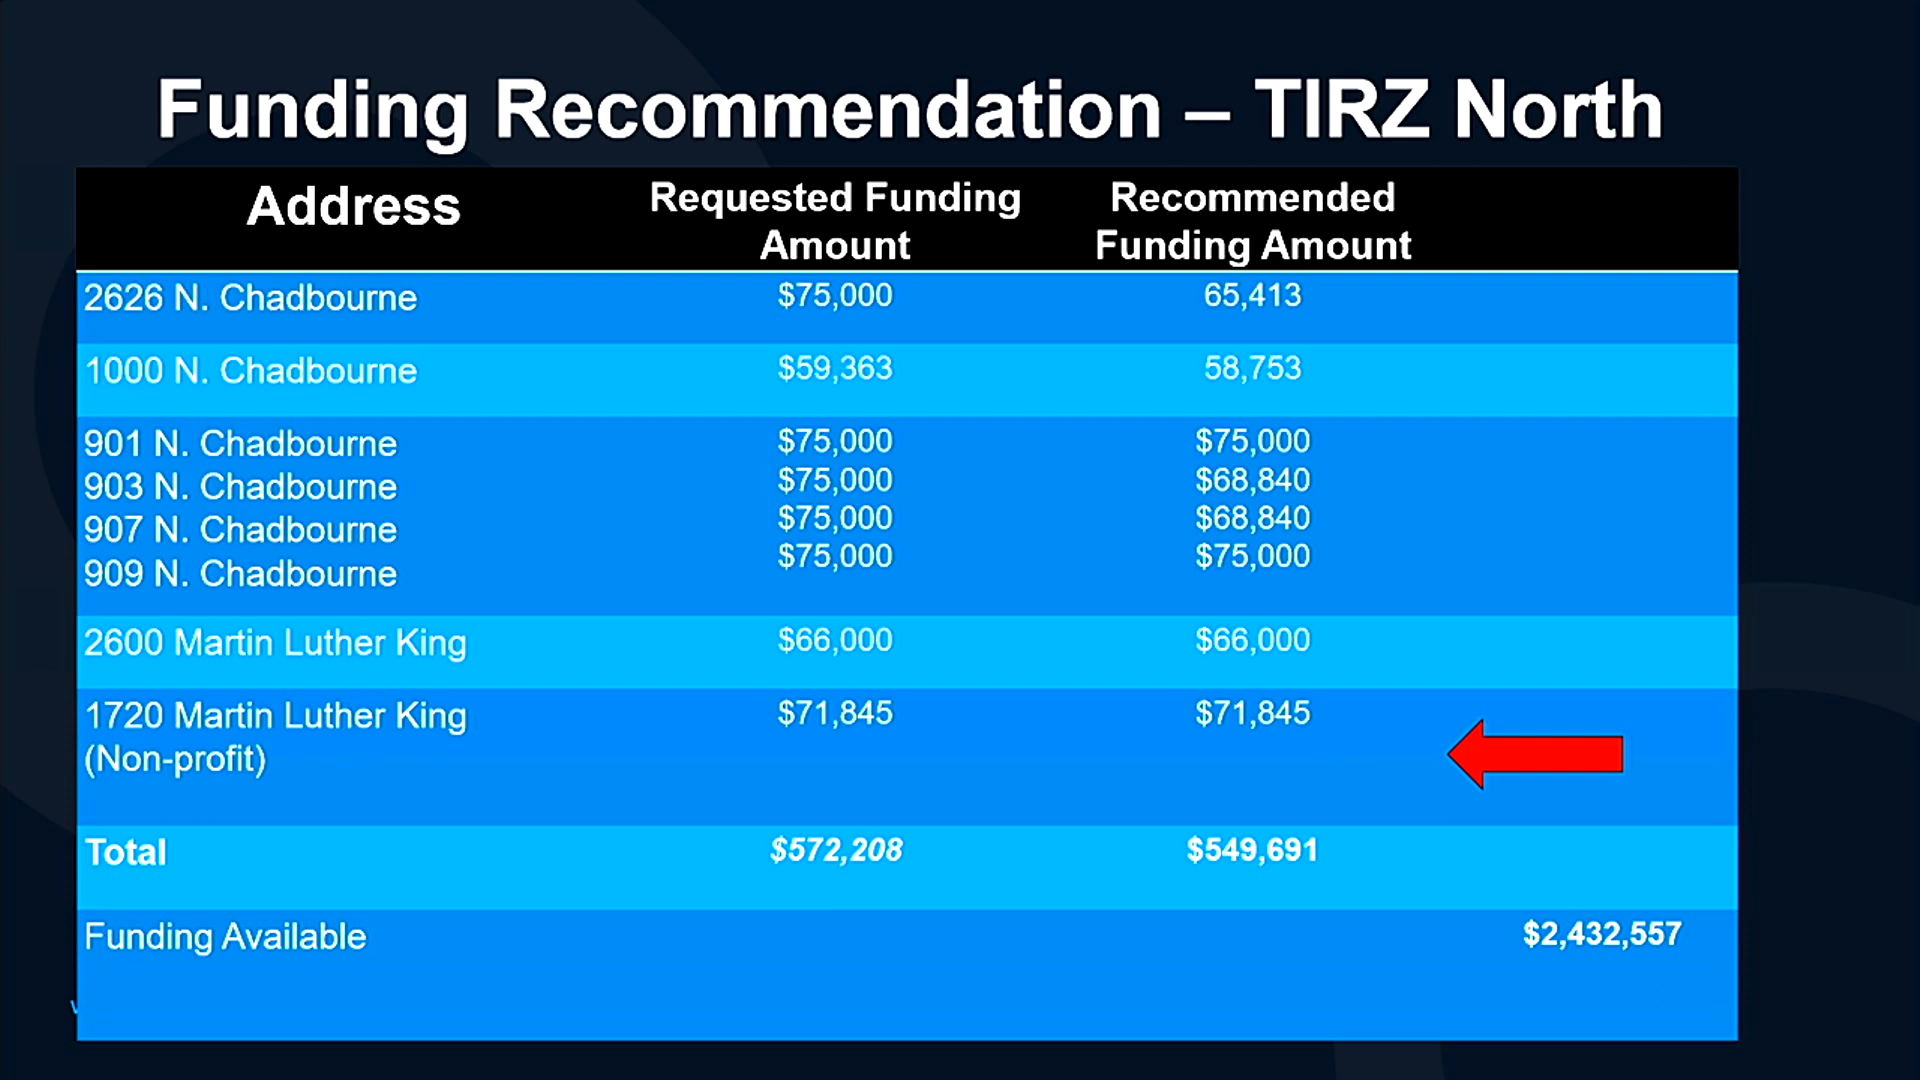 Funding Recommendation – TIRZ North
Address
Requested Funding Amount
Recommended Funding Amount
2626 N. Chadbourne $75,000 65,413
1000 N. Chadbourne $59,363 58,753
901 N. Chadbourne $75,000 $75,000
903 N. Chadbourne $75,000 $68,840
907 N. Chadbourne $75,000 $68,840
909 N. Chadbourne $75,000 $75,000
2600 Martin Luther King $66,000 $66,000
1720 Martin Luther King $71,845 $71,845
(Non-profit)
Total $572,208 $549,691
Funding Available $2,432,557